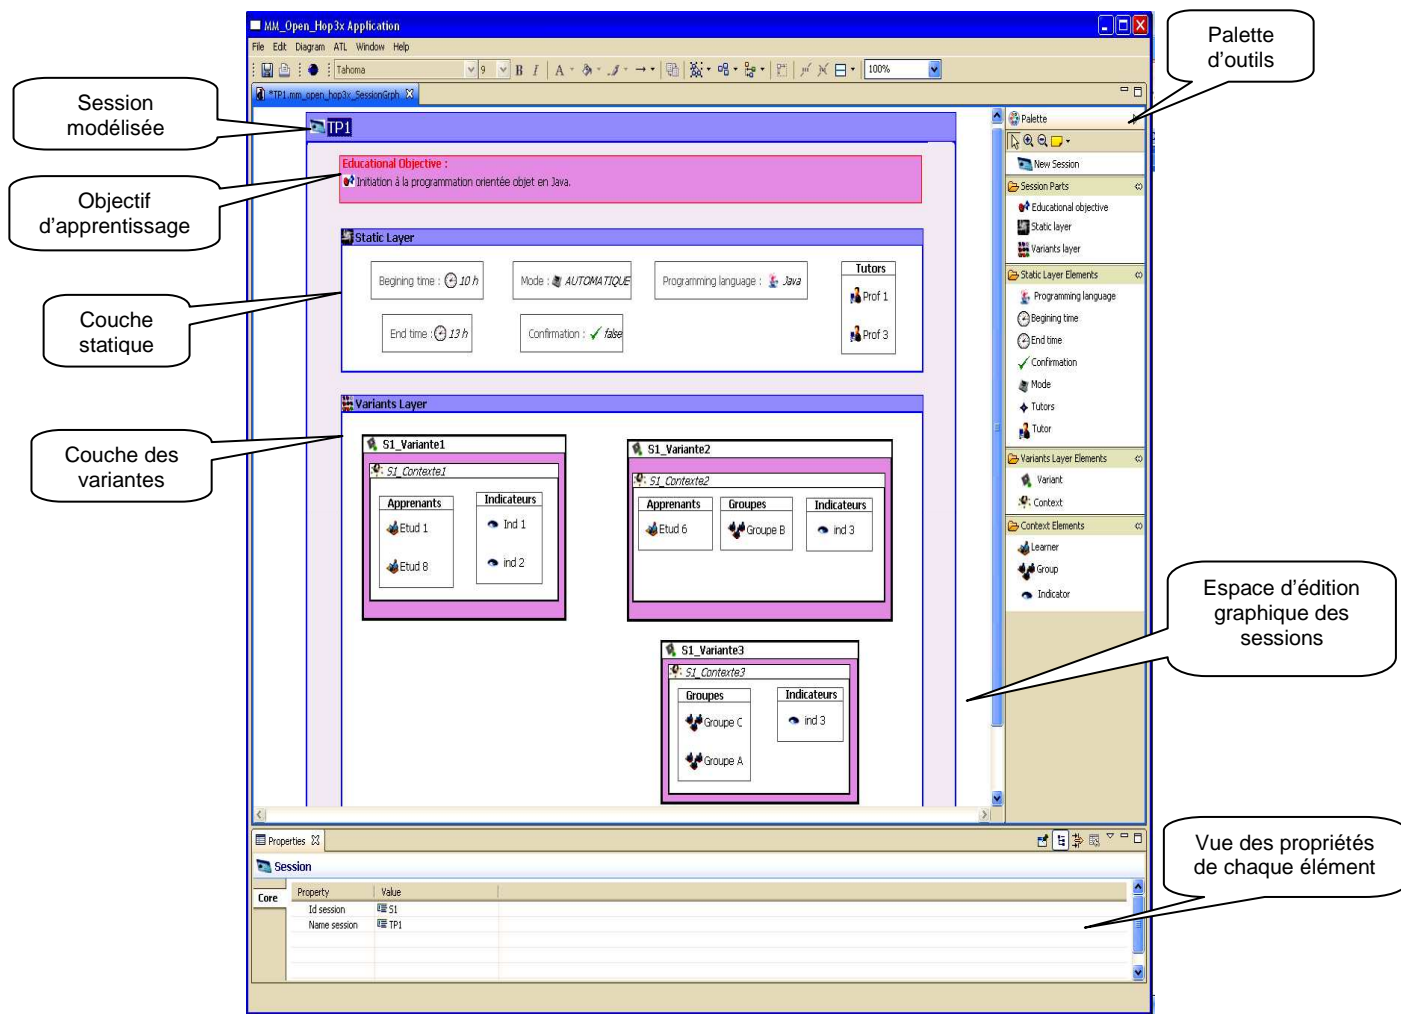 MM_Open_Hop3x Application
File Edit Diagram ATL Window Help
Tahoma 9 B I A 100%
*TP1.mm_open_hop3x_SessionGrph
Session
modélisée
Objectif
d'apprentissage
Couche
statique
Couche des
variantes
TP1
Educational Objective :
Initiation à la programmation orientée objet en Java.
Static Layer
Begining time : 10 h
Mode : AUTOMATIQUE
Programming language : Java
Tutors
Prof 1
Prof 3
End time : 13 h
Confirmation : false
Variants Layer
S1_Variante1
S1_Contexte1
Apprenants
Etud 1
Etud 8
Indicateurs
Ind 1
ind 2
S1_Variante2
S1_Contexte2
Apprenants
Etud 6
Groupes
Groupe B
Indicateurs
ind 3
S1_Variante3
S1_Contexte3
Groupes
Groupe C
Groupe A
Indicateurs
ind 3
Palette
d'outils
Palette
New Session
Session Parts
Educational objective
Static layer
Variants layer
Static Layer Elements
Programming language
Begining time
End time
Confirmation
Mode
Tutors
Tutor
Variants Layer Elements
Variant
Context
Context Elements
Learner
Group
Indicator
Espace d'édition
graphique des
sessions
Vue des propriétés
de chaque élément
Properties
Session
Core
Property Value
Id session S1
Name session TP1